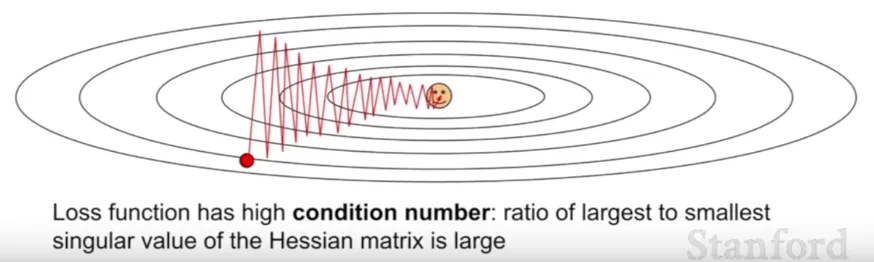 Loss function has high condition number: ratio of largest to smallest
singular value of the Hessian matrix is large
Stanford